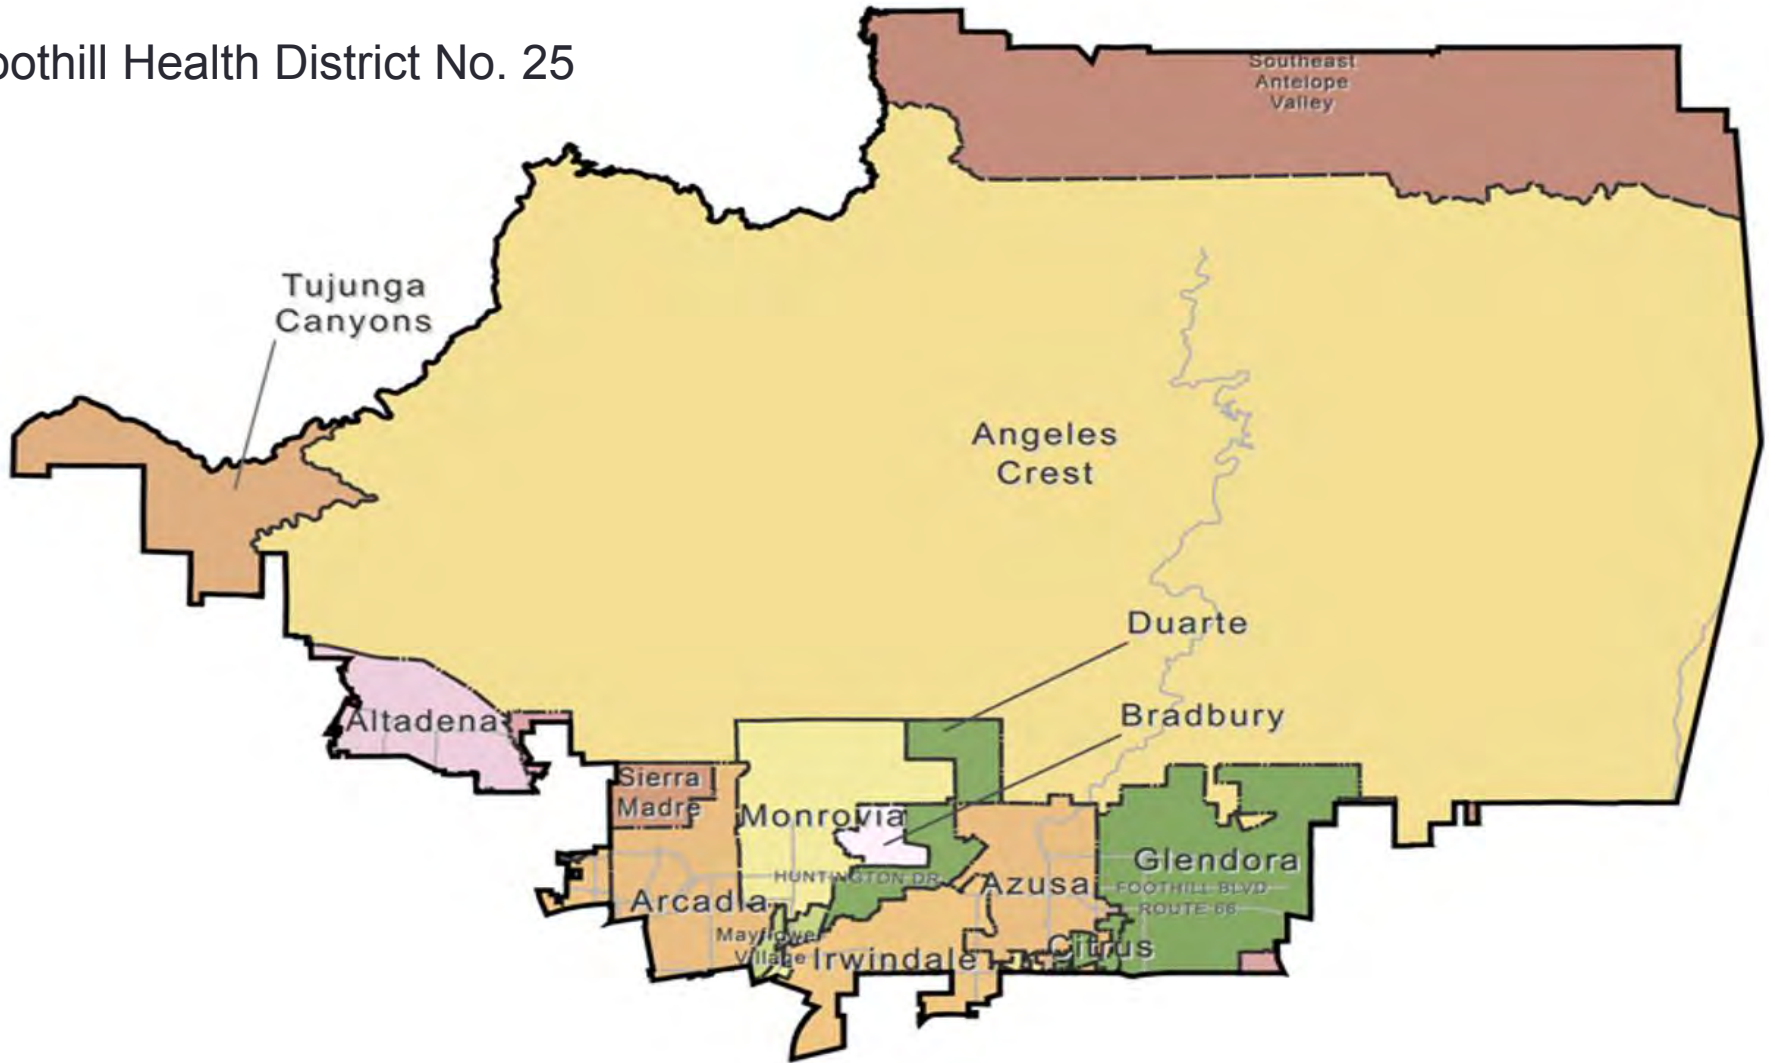 oothill Health District No. 25
Southeast
Antelope
Valley
Tujunga
Canyons
Angeles
Crest
Duarte
Bradbury
Altadena
Sierra
Madre
Monrovia
HUNTINGTON DR
Glendora
Azusa
FOOTHILL BLVD
ROUTE 66
Arcadia
Mayflower
Village
Irwindale
Citrus